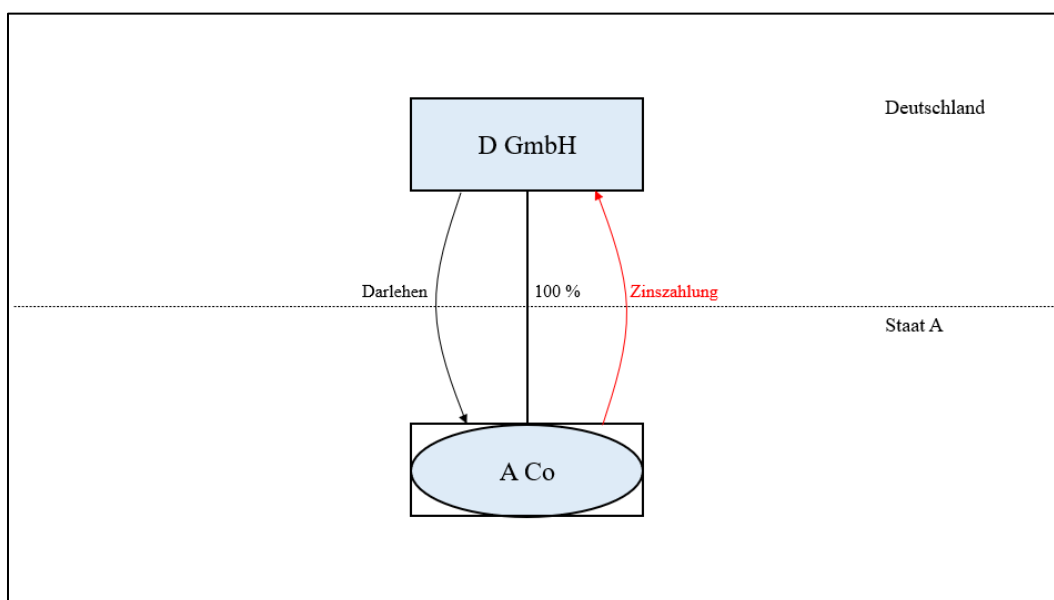 Deutschland
D GmbH
Darlehen
100 %
Zinszahlung
Staat A
A Co